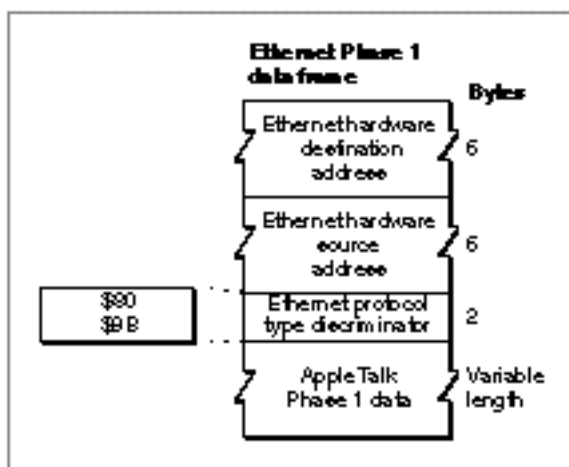 Ethernet Phase 1
data frame
Bytes
Ethernet hardware
destination
address
6
Ethernet hardware
source
address
6
$80
$9B
Ethernet protocol
type discriminator
2
AppleTalk
Phase 1 data
Variable
length